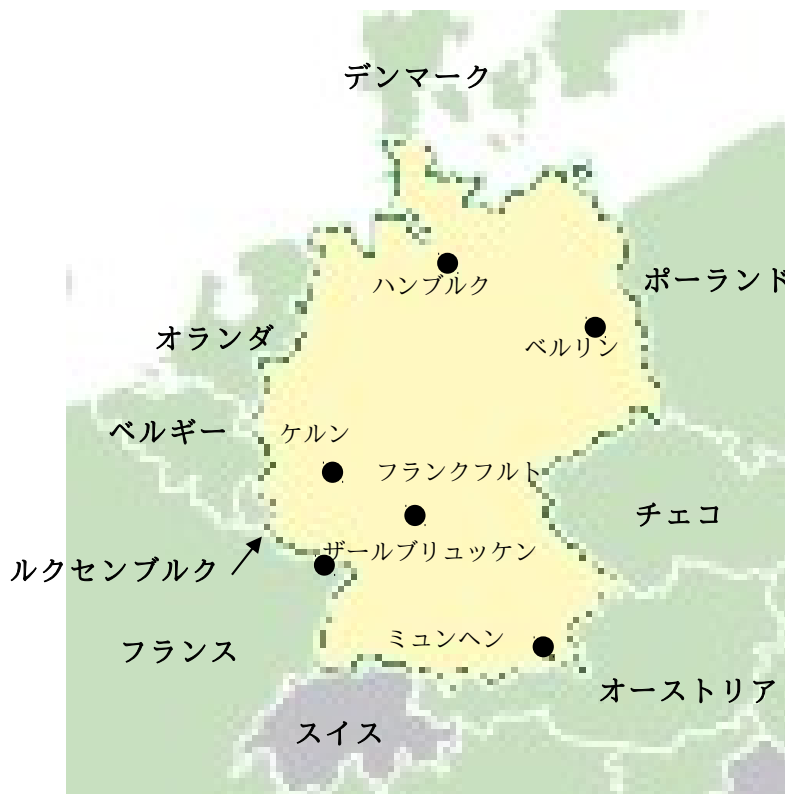 デンマーク
ハンブルク
ポーランド
オランダ
ベルリン
ベルギー
ケルン
フランクフルト
チェコ
ザールブリュッケン
ルクセンブルク
フランス
ミュンヘン
オーストリア
スイス